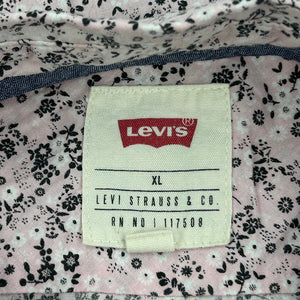 LEVI'S®
XL
LEVI STRAUSS & CO.
RN NO | 117508